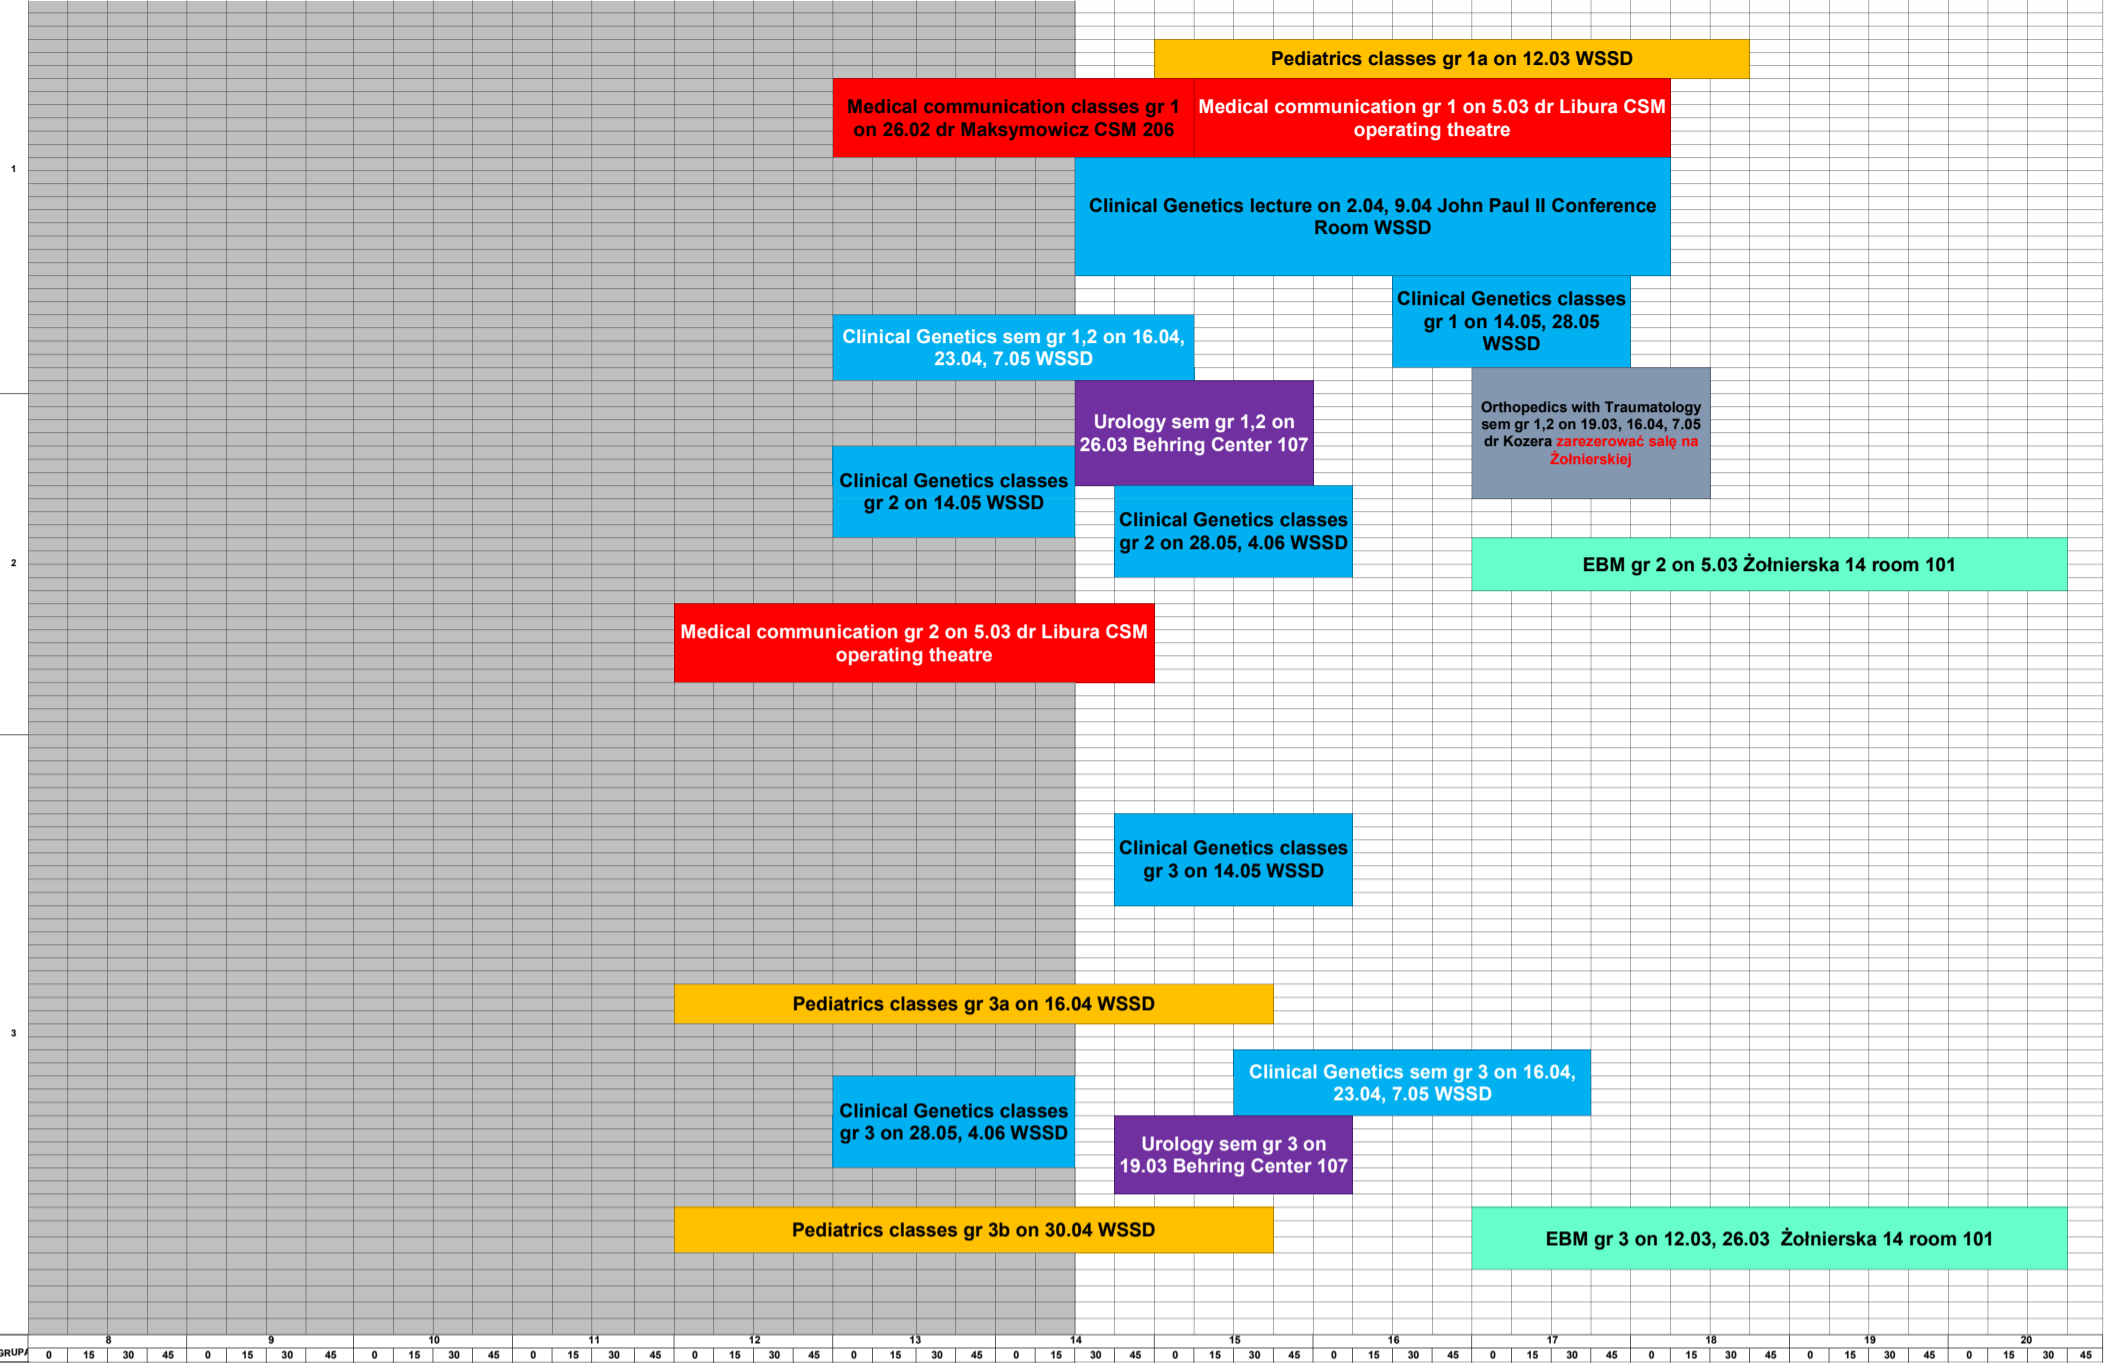 Pediatrics classes gr 1a on 12.03 WSSD
Medical communication classes gr 1
on 26.02 dr Maksymowicz CSM 206
Medical communication gr 1 on 5.03 dr Libura CSM
operating theatre
1
Clinical Genetics lecture on 2.04, 9.04 John Paul II Conference
Room WSSD
Clinical Genetics classes
gr 1 on 14.05, 28.05
WSSD
Clinical Genetics sem gr 1,2 on 16.04,
23.04, 7.05 WSSD
Urology sem gr 1,2 on
26.03 Behring Center 107
Orthopedics with Traumatology
sem gr 1,2 on 19.03, 16.04, 7.05
dr Kozera zarezerować salę na
Żołnierskiej
Clinical Genetics classes
gr 2 on 14.05 WSSD
Clinical Genetics classes
gr 2 on 28.05, 4.06 WSSD
2
EBM gr 2 on 5.03 Żołnierska 14 room 101
Medical communication gr 2 on 5.03 dr Libura CSM
operating theatre
Clinical Genetics classes
gr 3 on 14.05 WSSD
Pediatrics classes gr 3a on 16.04 WSSD
3
Clinical Genetics sem gr 3 on 16.04,
23.04, 7.05 WSSD
Clinical Genetics classes
gr 3 on 28.05, 4.06 WSSD
Urology sem gr 3 on
19.03 Behring Center 107
Pediatrics classes gr 3b on 30.04 WSSD
EBM gr 3 on 12.03, 26.03 Żołnierska 14 room 101
8 9 10 11 12 13 14 15 16 17 18 19 20
GRUPA 0 15 30 45 0 15 30 45 0 15 30 45 0 15 30 45 0 15 30 45 0 15 30 45 0 15 30 45 0 15 30 45 0 15 30 45 0 15 30 45 0 15 30 45 0 15 30 45 0 15 30 45